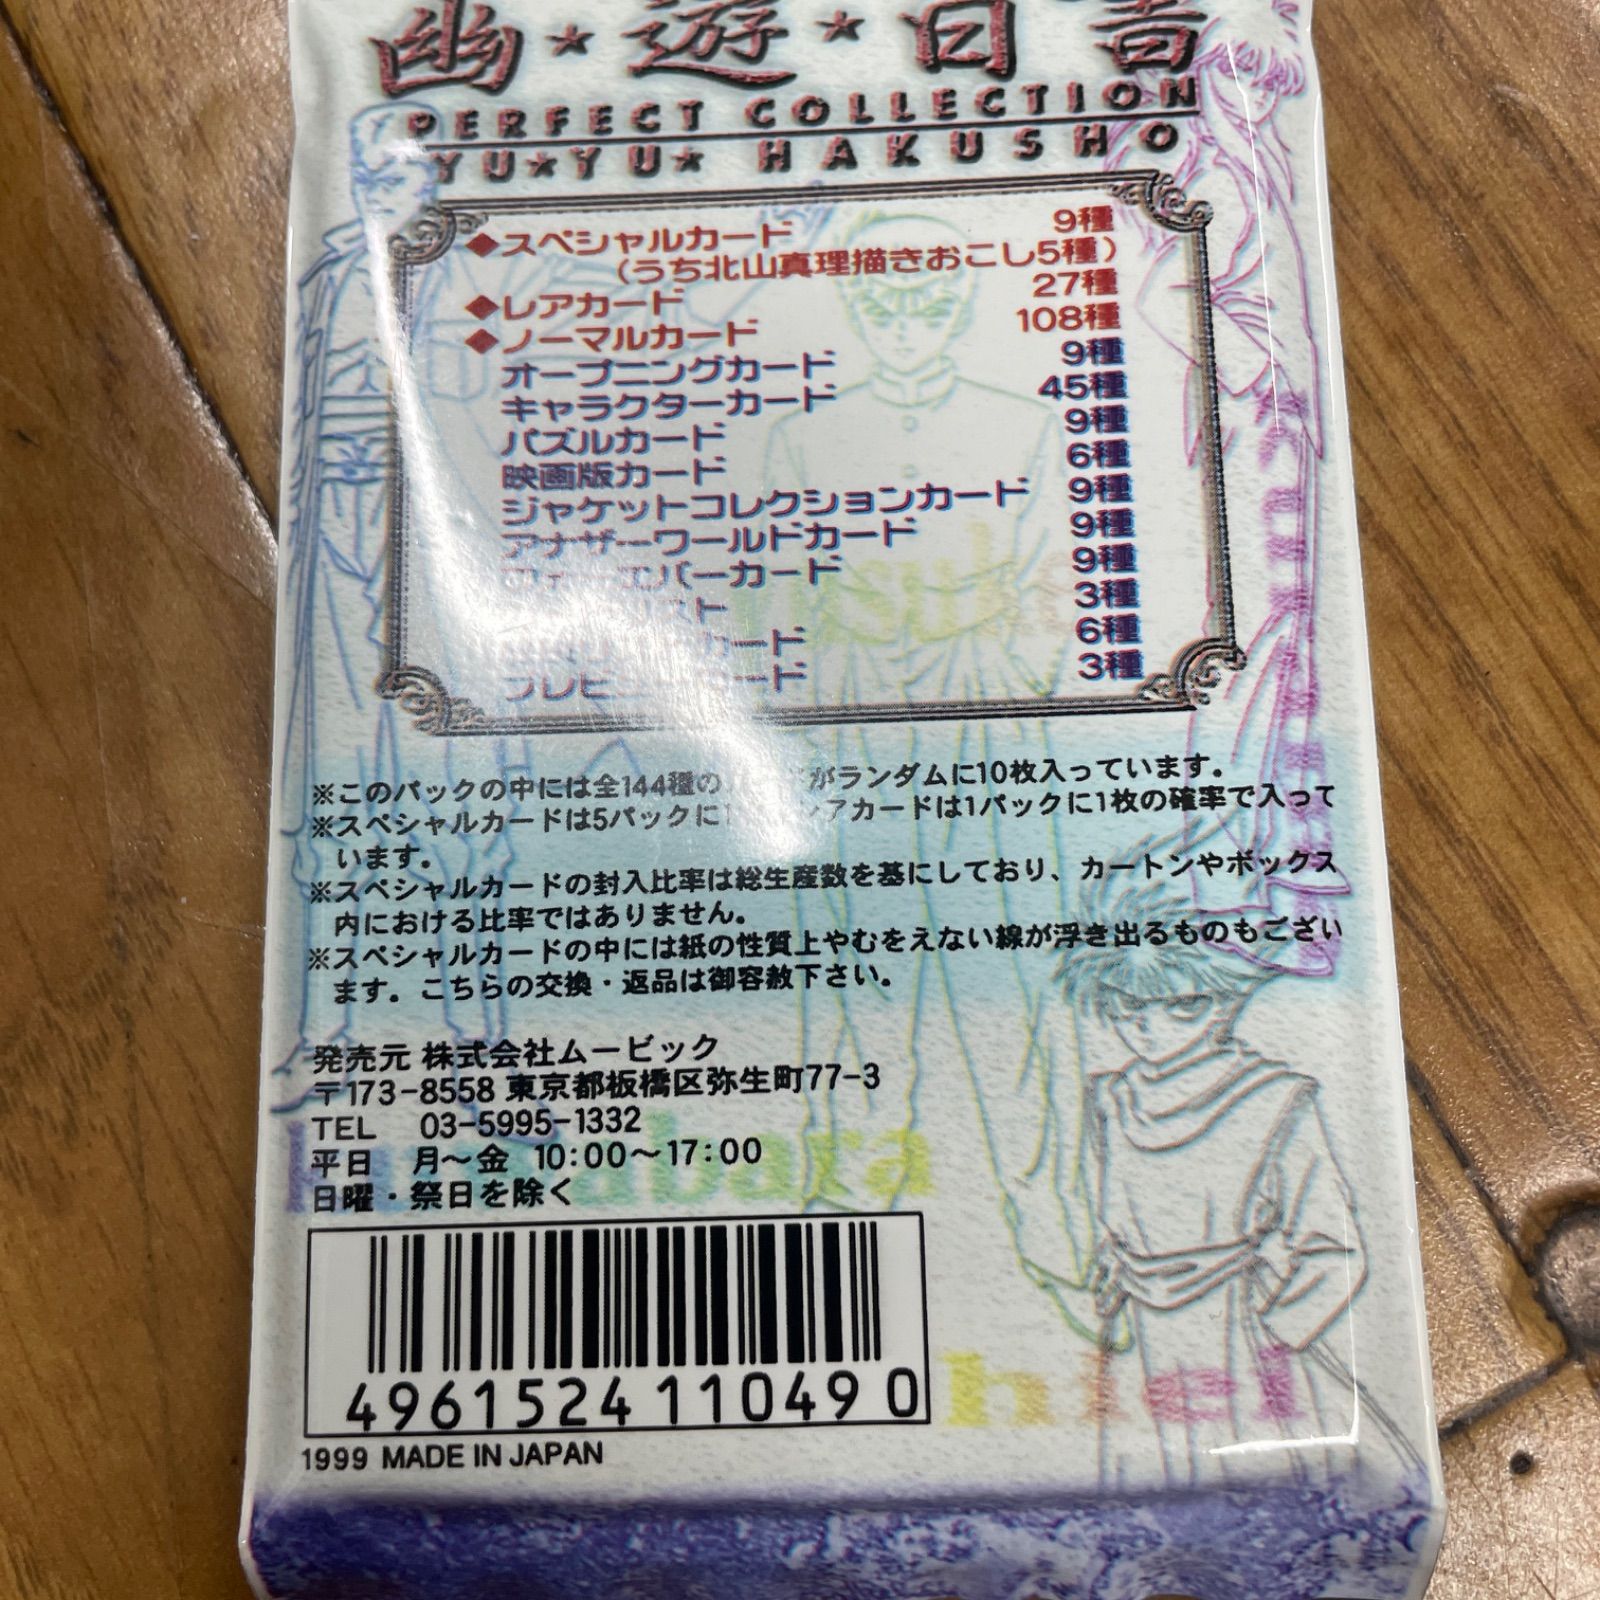 幽★遊★白書
PERFECT COLLECTION
YU★YU★ HAKUSHO
◆スペシャルカード 9種
(うち北山真理描きおこし5種)
◆レアカード 27種
◆ノーマルカード 108種
オープニングカード 9種
キャラクターカード 45種
パズルカード 9種
映画版カード 6種
ジャケットコレクションカード 9種
アナザーワールドカード 9種
フォーエバーカード 9種
3種
カード 6種
カード 3種
※このパックの中には全144種の がランダムに10枚入っています。
※スペシャルカードは5パックに アカードは1パックに1枚の確率で入って
います。
※スペシャルカードの封入比率は総生産数を基にしており、カートンやボックス
内における比率ではありません。
※スペシャルカードの中には紙の性質上やむをえない線が浮き出るものもござい
ます。こちらの交換・返品は御容赦下さい。
発売元 株式会社ムービック
〒173-8558 東京都板橋区弥生町77-3
TEL 03-5995-1332
平日 月〜金 10:00〜17:00
日曜・祭日を除く
abara
hiei
4961524110490
1999 MADE IN JAPAN